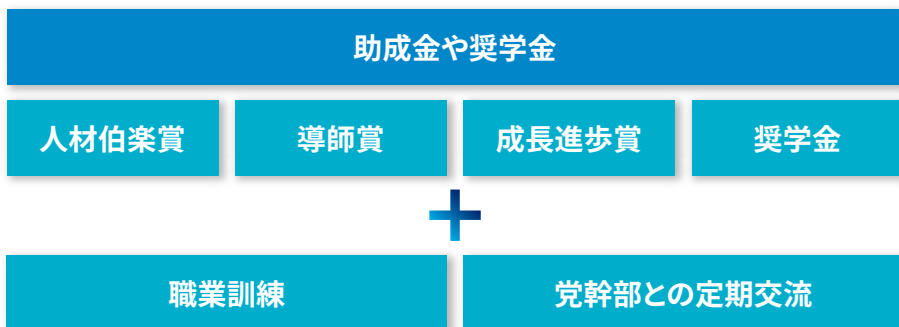 助成金や奨学金
人材伯楽賞
導師賞
成長進歩賞
奨学金
職業訓練
党幹部との定期交流